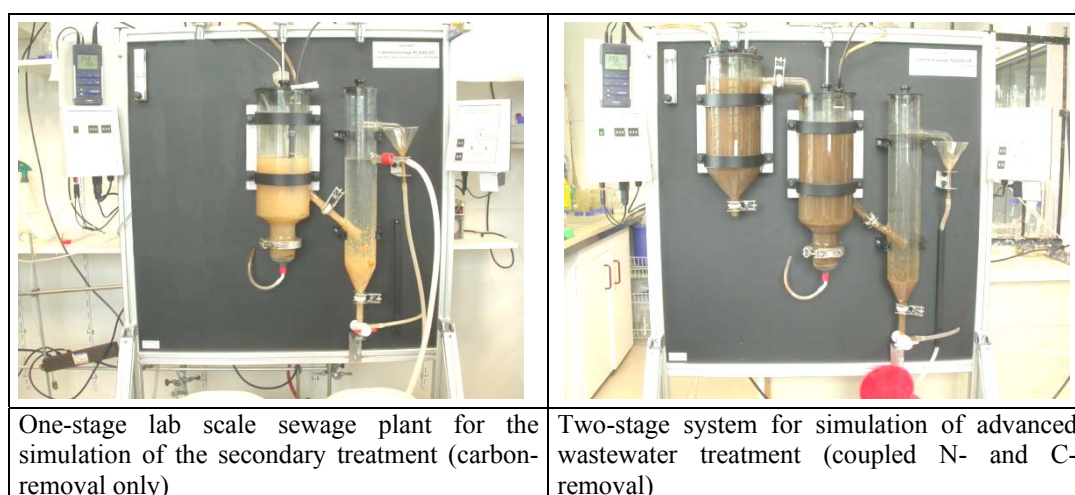 One-stage lab scale sewage plant for the
simulation of the secondary treatment (carbon-
removal only)
Two-stage system for simulation of advanced
wastewater treatment (coupled N- and C-
removal)